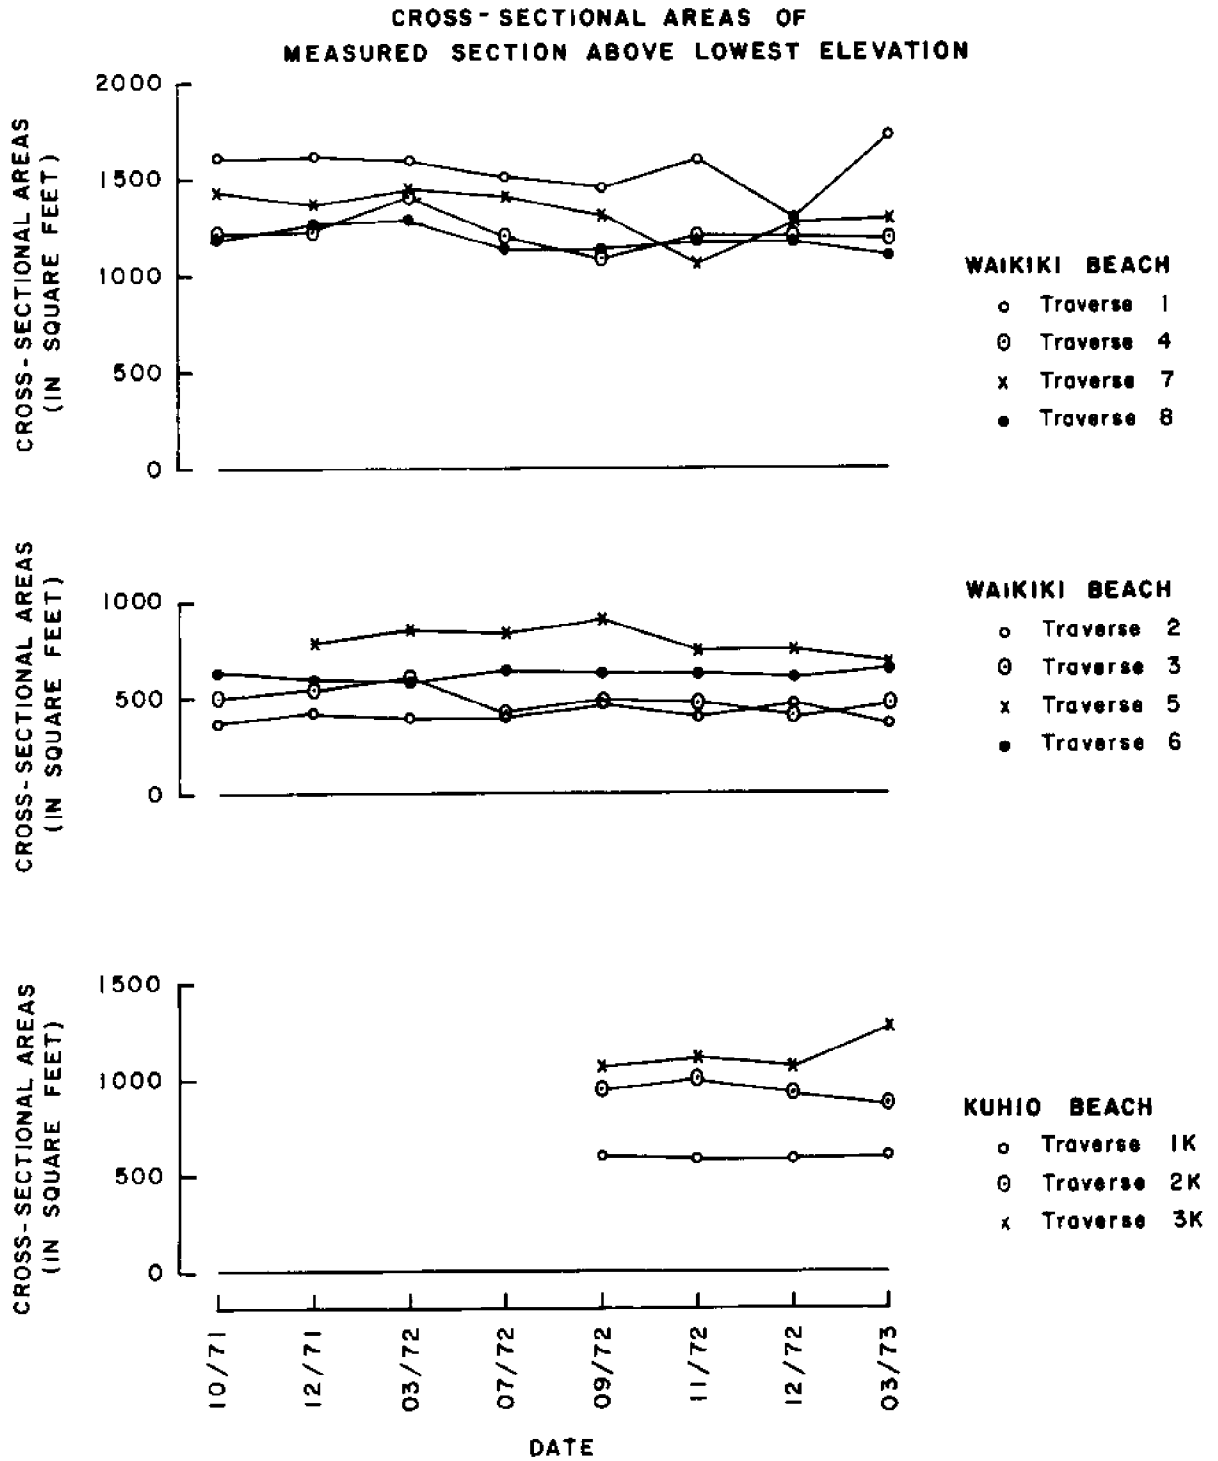 CROSS-SECTIONAL AREAS OF
MEASURED SECTION ABOVE LOWEST ELEVATION
CROSS-SECTIONAL AREAS
(IN SQUARE FEET)
2000
1500
1000
500
0
WAIKIKI BEACH
Traverse 1
Traverse 4
Traverse 7
Traverse 8
CROSS-SECTIONAL AREAS
(IN SQUARE FEET)
1000
500
0
WAIKIKI BEACH
Traverse 2
Traverse 3
Traverse 5
Traverse 6
CROSS-SECTIONAL AREAS
(IN SQUARE FEET)
1500
1000
500
0
KUHIO BEACH
Traverse 1K
Traverse 2K
Traverse 3K
10/71
12/71
03/72
07/72
09/72
11/72
12/72
03/73
DATE